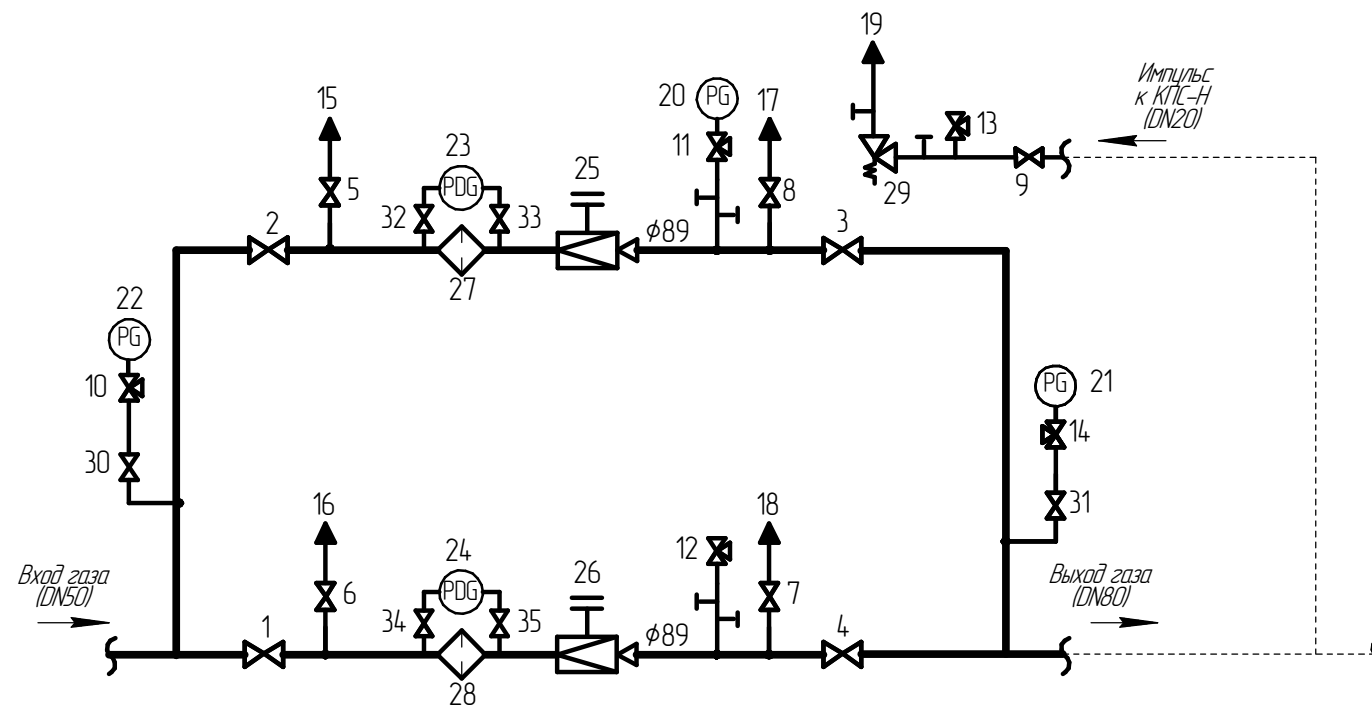 19
Импульс
к КПС-Н
(DN20)
15
20
PG
17
13
23
11
25
PDG
5
8
29
9
32
33
2
ϕ89
3
27
22
PG
10
PG
21
14
30
31
16
18
12
24
26
Вход газа
(DN50)
PDG
6
7
Выход газа
(DN80)
34
35
1
ϕ89
4
28